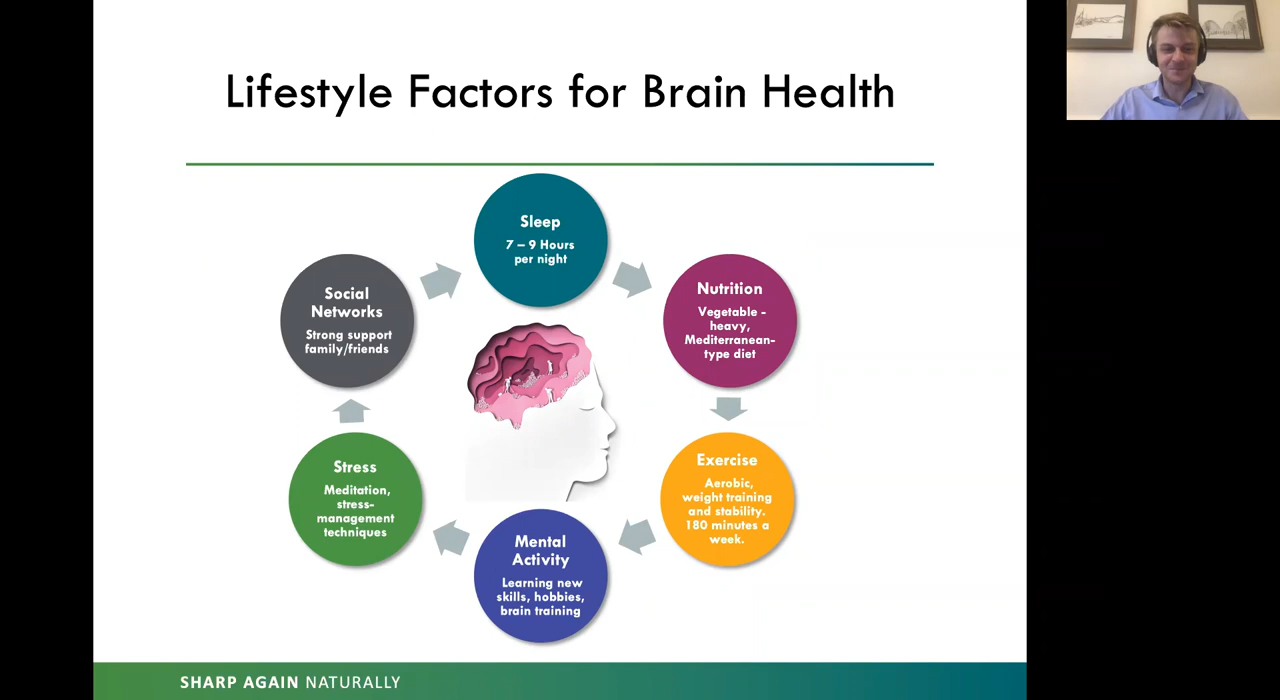 Lifestyle Factors for Brain Health
Sleep
7 – 9 Hours
per night
Nutrition
Vegetable -
heavy,
Mediterranean-
type diet
Exercise
Aerobic,
weight training
and stability.
180 minutes a
week.
Mental
Activity
Learning new
skills, hobbies,
brain training
Stress
Meditation,
stress-
management
techniques
Social
Networks
Strong support
family/friends
SHARP AGAIN NATURALLY